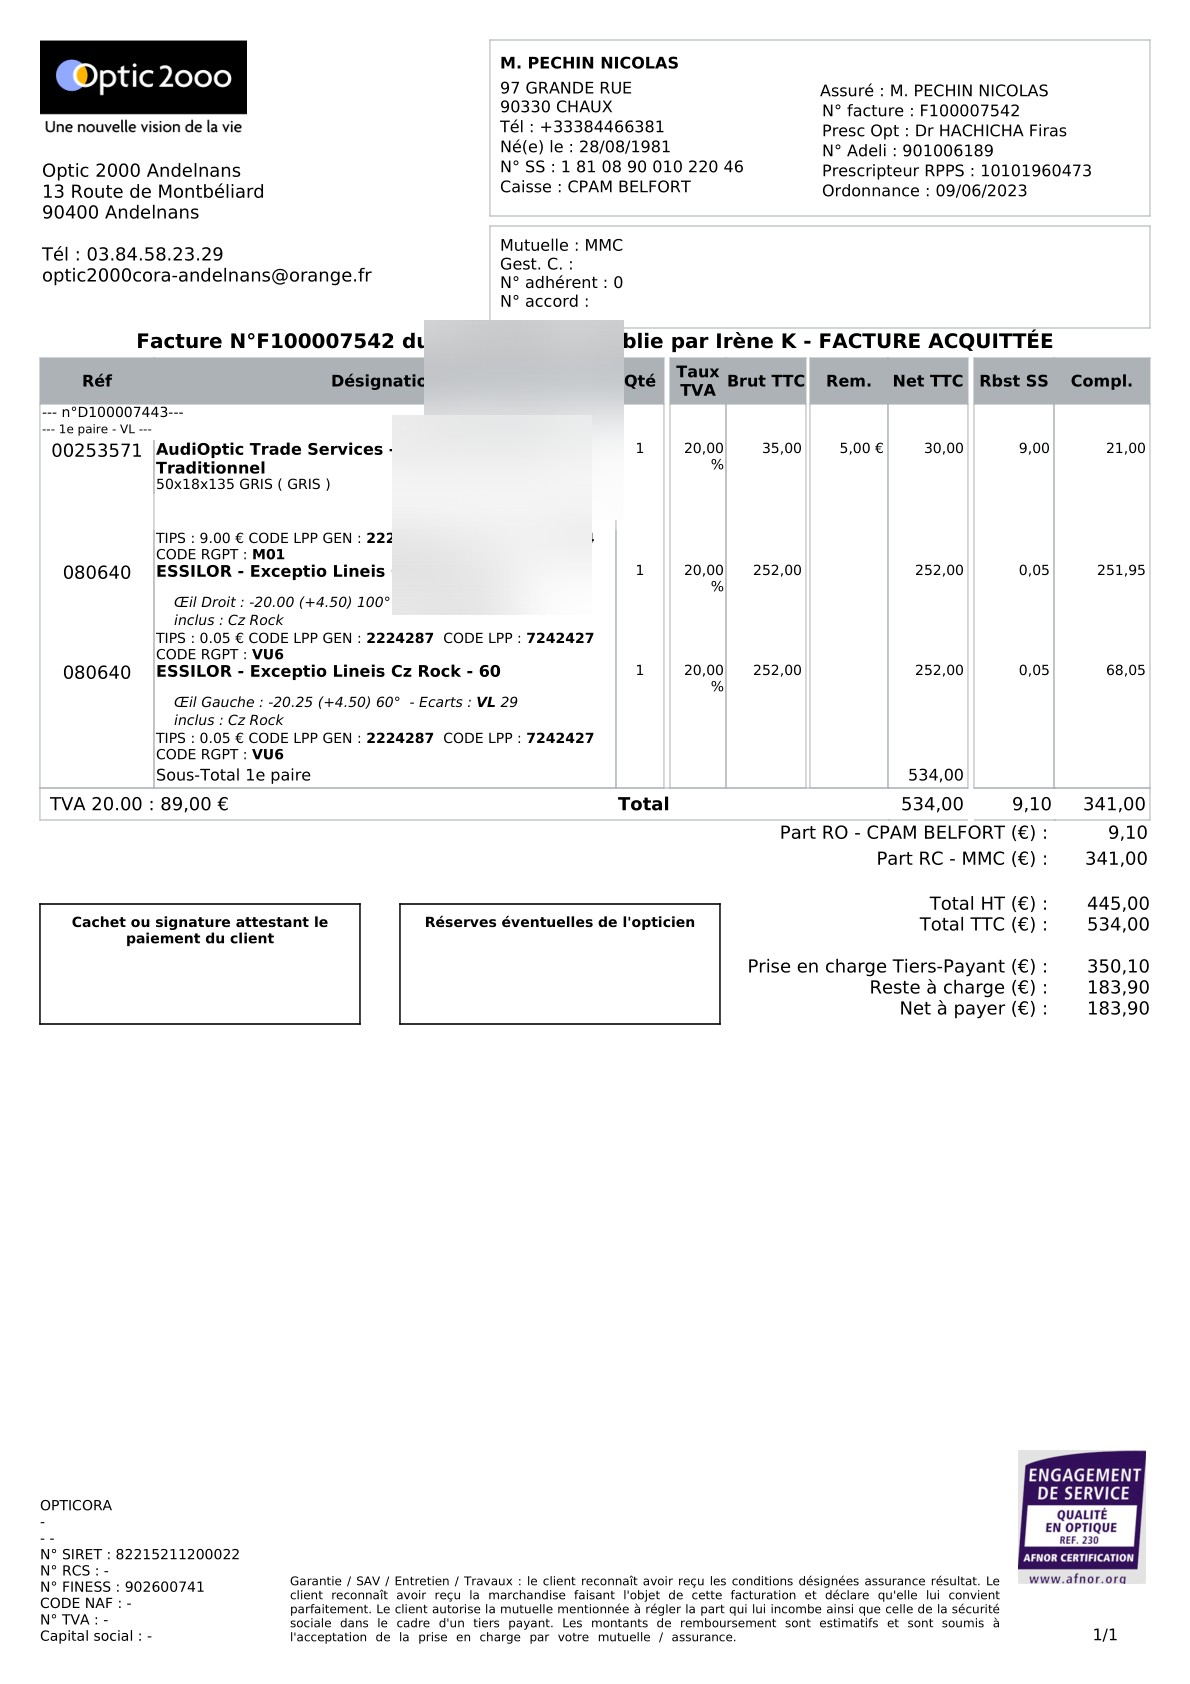 Optic 2ooo
Une nouvelle vision de la vie
Optic 2000 Andelnans
13 Route de Montbéliard
90400 Andelnans
Tél : 03.84.58.23.29
optic2000cora-andelnans@orange.fr
M. PECHIN NICOLAS
97 GRANDE RUE
90330 CHAUX
Tél : +33384466381
Né(e) le : 28/08/1981
N° SS : 1 81 08 90 010 220 46
Caisse : CPAM BELFORT
Assuré : M. PECHIN NICOLAS
N° facture : F100007542
Presc Opt : Dr HACHICHA Firas
N° Adeli : 901006189
Prescripteur RPPS : 10101960473
Ordonnance : 09/06/2023
Mutuelle : MMC
Gest. C. :
N° adhérent : 0
N° accord :
Facture N°F100007542 par Irène K - FACTURE ACQUITTÉE
Réf Qté Taux TVA Brut TTC Rem. Net TTC Rbst SS Compl.
--- n°D100007443---
--- 1e paire - VL ---
00253571 AudiOptic Trade Services - 1 20,00 % 35,00 5,00 € 30,00 9,00 21,00
Traditionnel
50x18x135 GRIS ( GRIS )
TIPS : 9.00 € CODE LPP GEN :
CODE RGPT : M01
080640 ESSILOR - Exceptio Lineis 1 20,00 % 252,00 252,00 0,05 251,95
Œil Droit : -20.00 (+4.50) 100°
inclus : Cz Rock
TIPS : 0.05 € CODE LPP GEN : 2224287 CODE LPP : 7242427
CODE RGPT : VU6
080640 ESSILOR - Exceptio Lineis Cz Rock - 60 1 20,00 % 252,00 252,00 0,05 68,05
Œil Gauche : -20.25 (+4.50) 60° - Ecarts : VL 29
inclus : Cz Rock
TIPS : 0.05 € CODE LPP GEN : 2224287 CODE LPP : 7242427
CODE RGPT : VU6
Sous-Total 1e paire 534,00
TVA 20.00 : 89,00 € Total 534,00 9,10 341,00
Part RO - CPAM BELFORT (€) : 9,10
Part RC - MMC (€) : 341,00
Total HT (€) : 445,00
Total TTC (€) : 534,00
Prise en charge Tiers-Payant (€) : 350,10
Reste à charge (€) : 183,90
Net à payer (€) : 183,90
Cachet ou signature attestant le
paiement du client
Réserves éventuelles de l'opticien
ENGAGEMENT
DE SERVICE
QUALITÉ
EN OPTIQUE
REF. 230
AFNOR CERTIFICATION
www.afnor.org
OPTICORA
-
- -
N° SIRET : 82215211200022
N° RCS : -
N° FINESS : 902600741
CODE NAF : -
N° TVA : -
Capital social : -
Garantie / SAV / Entretien / Travaux : le client reconnaît avoir reçu les conditions désignées assurance résultat. Le
client reconnaît avoir reçu la marchandise faisant l'objet de cette facturation et déclare qu'elle lui convient
parfaitement. Le client autorise la mutuelle mentionnée à régler la part qui lui incombe ainsi que celle de la sécurité
sociale dans le cadre d'un tiers payant. Les montants de remboursement sont estimatifs et sont soumis à
l'acceptation de la prise en charge par votre mutuelle / assurance.
1/1